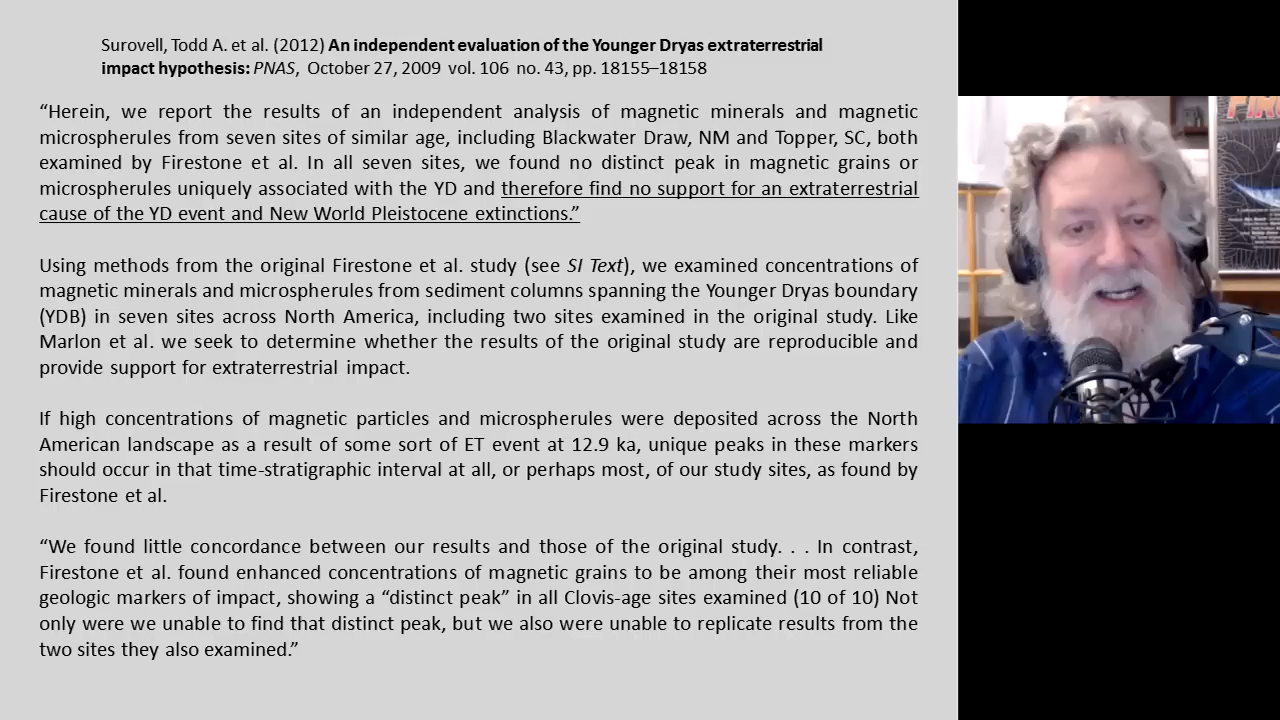 Surovell, Todd A. et al. (2012) An independent evaluation of the Younger Dryas extraterrestrial
impact hypothesis: PNAS, October 27, 2009 vol. 106 no. 43, pp. 18155–18158
“Herein, we report the results of an independent analysis of magnetic minerals and magnetic
microspherules from seven sites of similar age, including Blackwater Draw, NM and Topper, SC, both
examined by Firestone et al. In all seven sites, we found no distinct peak in magnetic grains or
microspherules uniquely associated with the YD and therefore find no support for an extraterrestrial
cause of the YD event and New World Pleistocene extinctions.”
Using methods from the original Firestone et al. study (see SI Text), we examined concentrations of
magnetic minerals and microspherules from sediment columns spanning the Younger Dryas boundary
(YDB) in seven sites across North America, including two sites examined in the original study. Like
Marlon et al. we seek to determine whether the results of the original study are reproducible and
provide support for extraterrestrial impact.
If high concentrations of magnetic particles and microspherules were deposited across the North
American landscape as a result of some sort of ET event at 12.9 ka, unique peaks in these markers
should occur in that time-stratigraphic interval at all, or perhaps most, of our study sites, as found by
Firestone et al.
“We found little concordance between our results and those of the original study. . . In contrast,
Firestone et al. found enhanced concentrations of magnetic grains to be among their most reliable
geologic markers of impact, showing a “distinct peak” in all Clovis-age sites examined (10 of 10) Not
only were we unable to find that distinct peak, but we also were unable to replicate results from the
two sites they also examined.”